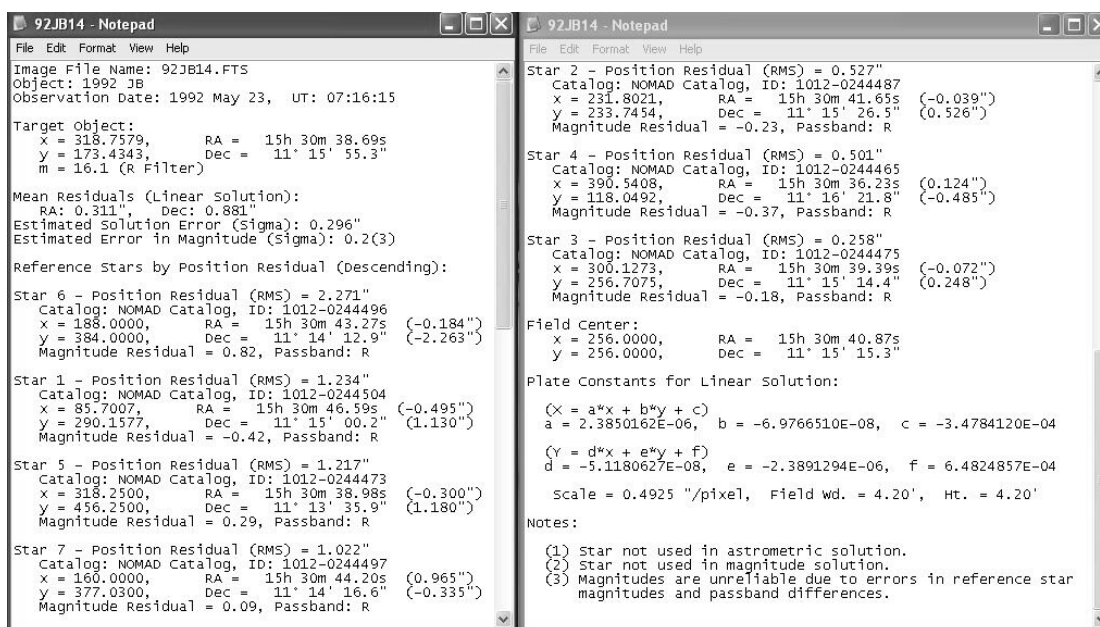 92JB14 - Notepad
File Edit Format View Help
Image File Name: 92JB14.FTS
Object: 1992 JB
Observation Date: 1992 May 23, UT: 07:16:15
Target Object:
x = 318.7579, RA = 15h 30m 38.69s
y = 173.4343, Dec = 11° 15' 55.3"
m = 16.1 (R Filter)
Mean Residuals (Linear Solution):
RA: 0.311", Dec: 0.881"
Estimated Solution Error (Sigma): 0.296"
Estimated Error in Magnitude (Sigma): 0.2(3)
Reference Stars by Position Residual (Descending):
Star 6 - Position Residual (RMS) = 2.271"
Catalog: NOMAD Catalog, ID: 1012-0244496
x = 188.0000, RA = 15h 30m 43.27s (-0.184")
y = 384.0000, Dec = 11° 14' 12.9" (-2.263")
Magnitude Residual = 0.82, Passband: R
Star 1 - Position Residual (RMS) = 1.234"
Catalog: NOMAD Catalog, ID: 1012-0244504
x = 85.7007, RA = 15h 30m 46.59s (-0.495")
y = 290.1577, Dec = 11° 15' 00.2" (1.130")
Magnitude Residual = -0.42, Passband: R
Star 5 - Position Residual (RMS) = 1.217"
Catalog: NOMAD Catalog, ID: 1012-0244473
x = 318.2500, RA = 15h 30m 38.98s (-0.300")
y = 456.2500, Dec = 11° 13' 35.9" (1.180")
Magnitude Residual = 0.29, Passband: R
Star 7 - Position Residual (RMS) = 1.022"
Catalog: NOMAD Catalog, ID: 1012-0244497
x = 160.0000, RA = 15h 30m 44.20s (0.965")
y = 377.0300, Dec = 11° 14' 16.6" (-0.335")
Magnitude Residual = 0.09, Passband: R
92JB14 - Notepad
File Edit Format View Help
Star 2 - Position Residual (RMS) = 0.527"
Catalog: NOMAD Catalog, ID: 1012-0244487
x = 231.8021, RA = 15h 30m 41.65s (-0.039")
y = 233.7454, Dec = 11° 15' 26.5" (0.526")
Magnitude Residual = -0.23, Passband: R
Star 4 - Position Residual (RMS) = 0.501"
Catalog: NOMAD Catalog, ID: 1012-0244465
x = 390.5408, RA = 15h 30m 36.23s (0.124")
y = 118.0492, Dec = 11° 16' 21.8" (-0.485")
Magnitude Residual = -0.37, Passband: R
Star 3 - Position Residual (RMS) = 0.258"
Catalog: NOMAD Catalog, ID: 1012-0244475
x = 300.1273, RA = 15h 30m 39.39s (-0.072")
y = 256.7075, Dec = 11° 15' 14.4" (0.248")
Magnitude Residual = -0.18, Passband: R
Field Center:
x = 256.0000, RA = 15h 30m 40.87s
y = 256.0000, Dec = 11° 15' 15.3"
Plate Constants for Linear Solution:
(X = a*x + b*y + c)
a = 2.3850162E-06, b = -6.9766510E-08, c = -3.4784120E-04
(Y = d*x + e*y + f)
d = -5.1180627E-08, e = -2.3891294E-06, f = 6.4824857E-04
Scale = 0.4925 "/pixel, Field Wd. = 4.20', Ht. = 4.20'
Notes:
(1) Star not used in astrometric solution.
(2) Star not used in magnitude solution.
(3) Magnitudes are unreliable due to errors in reference star
magnitudes and passband differences.